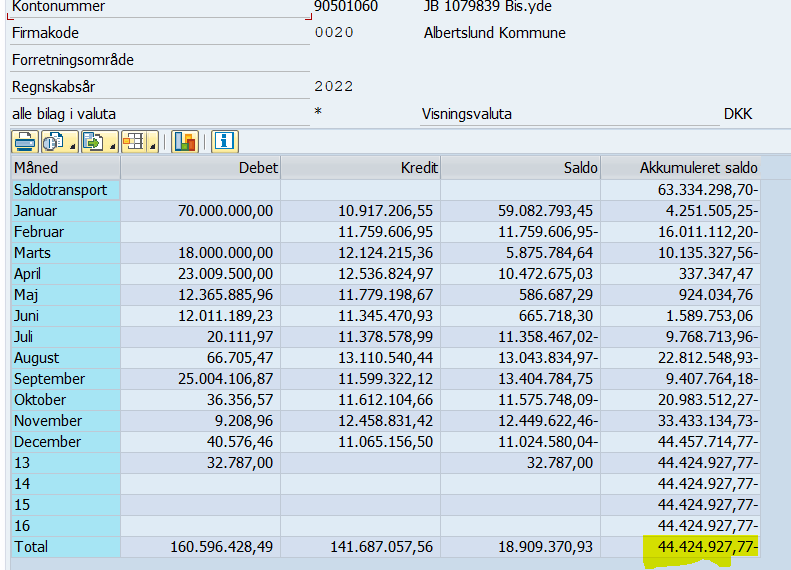 Kontonummer 90501060 JB 1079839 Bis.yde
Firmakode 0020 Albertslund Kommune
Forretningsområde
Regnskabsår 2022
alle bilag i valuta * Visningsvaluta DKK
Måned Debet Kredit Saldo Akkumuleret saldo
Saldotransport 63.334.298,70-
Januar 70.000.000,00 10.917.206,55 59.082.793,45 4.251.505,25-
Februar 11.759.606,95 11.759.606,95- 16.011.112,20-
Marts 18.000.000,00 12.124.215,36 5.875.784,64 10.135.327,56-
April 23.009.500,00 12.536.824,97 10.472.675,03 337.347,47
Maj 12.365.885,96 11.779.198,67 586.687,29 924.034,76
Juni 12.011.189,23 11.345.470,93 665.718,30 1.589.753,06
Juli 20.111,97 11.378.578,99 11.358.467,02- 9.768.713,96-
August 66.705,47 13.110.540,44 13.043.834,97- 22.812.548,93-
September 25.004.106,87 11.599.322,12 13.404.784,75 9.407.764,18-
Oktober 36.356,57 11.612.104,66 11.575.748,09- 20.983.512,27-
November 9.208,96 12.458.831,42 12.449.622,46- 33.433.134,73-
December 40.576,46 11.065.156,50 11.024.580,04- 44.457.714,77-
13 32.787,00 32.787,00 44.424.927,77-
14 44.424.927,77-
15 44.424.927,77-
16 44.424.927,77-
Total 160.596.428,49 141.687.057,56 18.909.370,93 44.424.927,77-